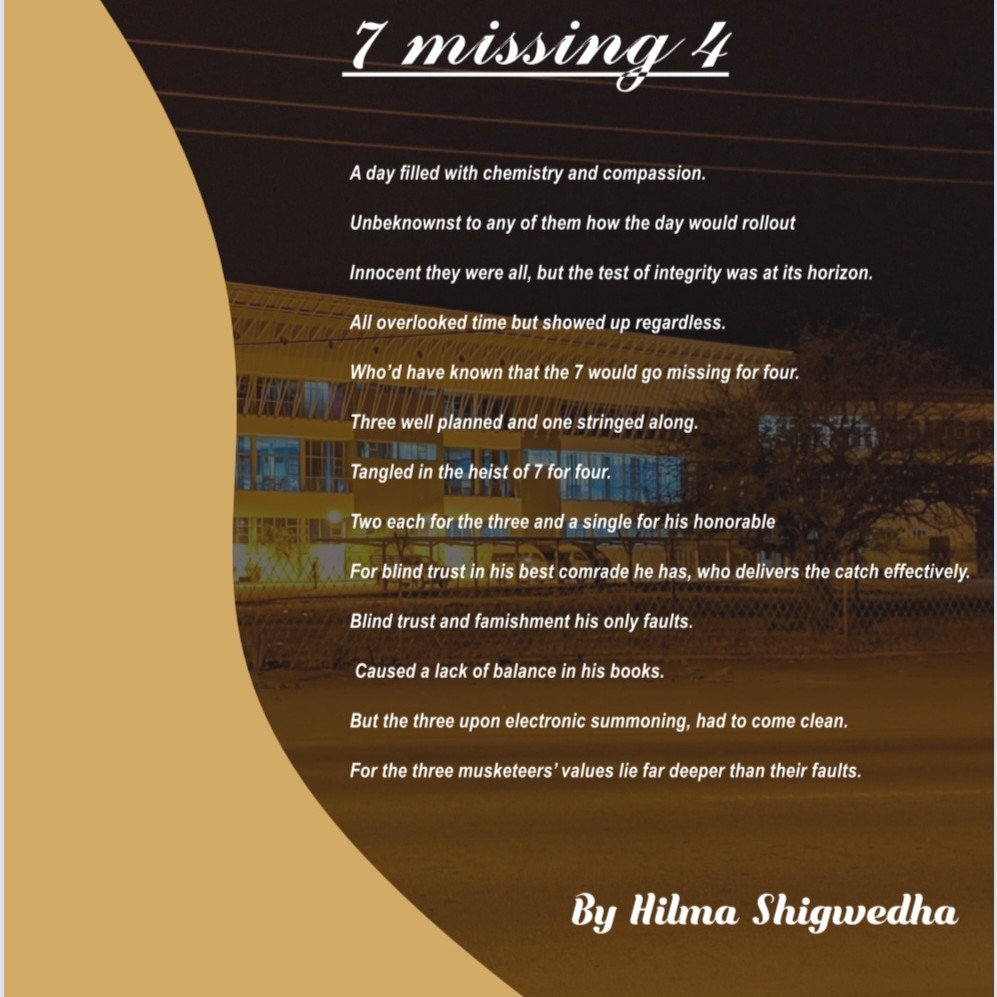 7 missing 4
A day filled with chemistry and compassion.
Unbeknownst to any of them how the day would rollout
Innocent they were all, but the test of integrity was at its horizon.
All overlooked time but showed up regardless.
Who'd have known that the 7 would go missing for four.
Three well planned and one stringed along.
Tangled in the heist of 7 for four.
Two each for the three and a single for his honorable
For blind trust in his best comrade he has, who delivers the catch effectively.
Blind trust and famishment his only faults.
Caused a lack of balance in his books.
But the three upon electronic summoning, had to come clean.
For the three musketeers' values lie far deeper than their faults.
By Hilma Shigwedha